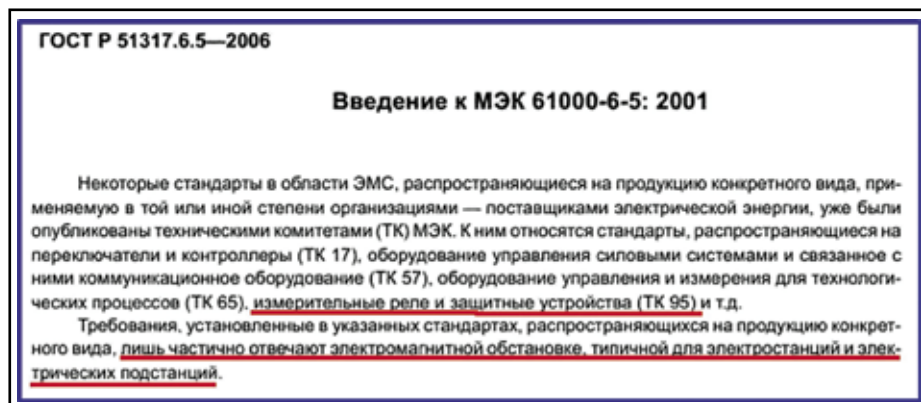 ГОСТ Р 51317.6.5—2006
Введение к МЭК 61000-6-5: 2001
Некоторые стандарты в области ЭМС, распространяющиеся на продукцию конкретного вида, при-
меняемую в той или иной степени организациями — поставщиками электрической энергии, уже были
опубликованы техническими комитетами (ТК) МЭК. К ним относятся стандарты, распространяющиеся на
переключатели и контроллеры (ТК 17), оборудование управления силовыми системами и связанное с
ними коммуникационное оборудование (ТК 57), оборудование управления и измерения для технологи-
ческих процессов (ТК 65), измерительные реле и защитные устройства (ТК 95) и т.д.
Требования, установленные в указанных стандартах, распространяющихся на продукцию конкрет-
ного вида, лишь частично отвечают электромагнитной обстановке, типичной для электростанций и элек-
трических подстанций.